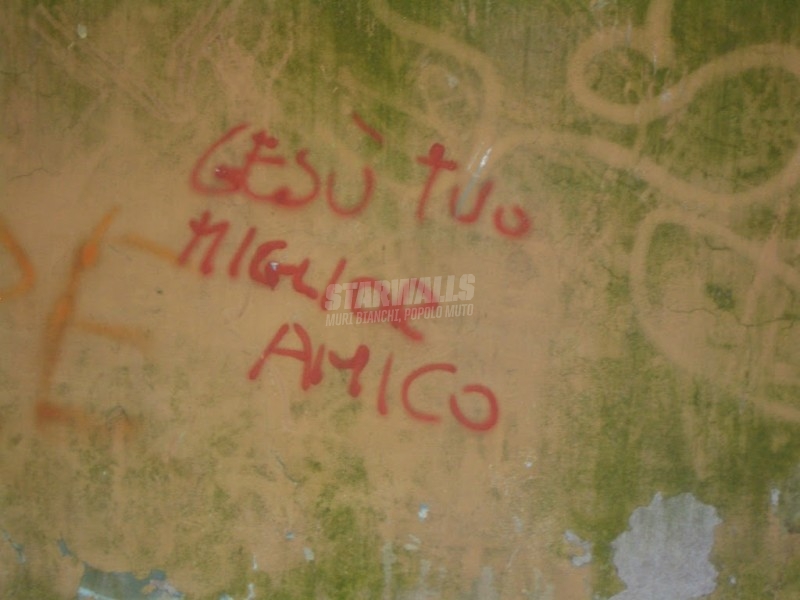 GESÙ TUO
MIGLIOR
STARWALLS
MURI BIANCHI, POPOLO MUTO
AMICO